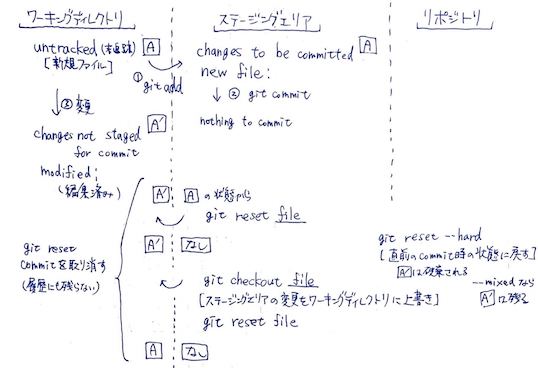 ワーキングディレクトリ
ステージングエリア
リポジトリ
untracked(未追跡) A
[新規ファイル]
① git add
changes to be committed A
new file:
↓ ② git commit
nothing to commit
↓ ③ 変更
changes not staged A'
for commit
modified:
(編集済み)
A' A の状態から
git reset file
A' なし
git reset
commitを取り消す
(履歴にも残らない)
git reset --hard
[直前のcommit時の状態に戻す]
A'は破棄される
--mixedなら
A'は残る
git checkout file
[ステージングエリアの変更をワーキングディレクトリに上書き]
git reset file
A なし